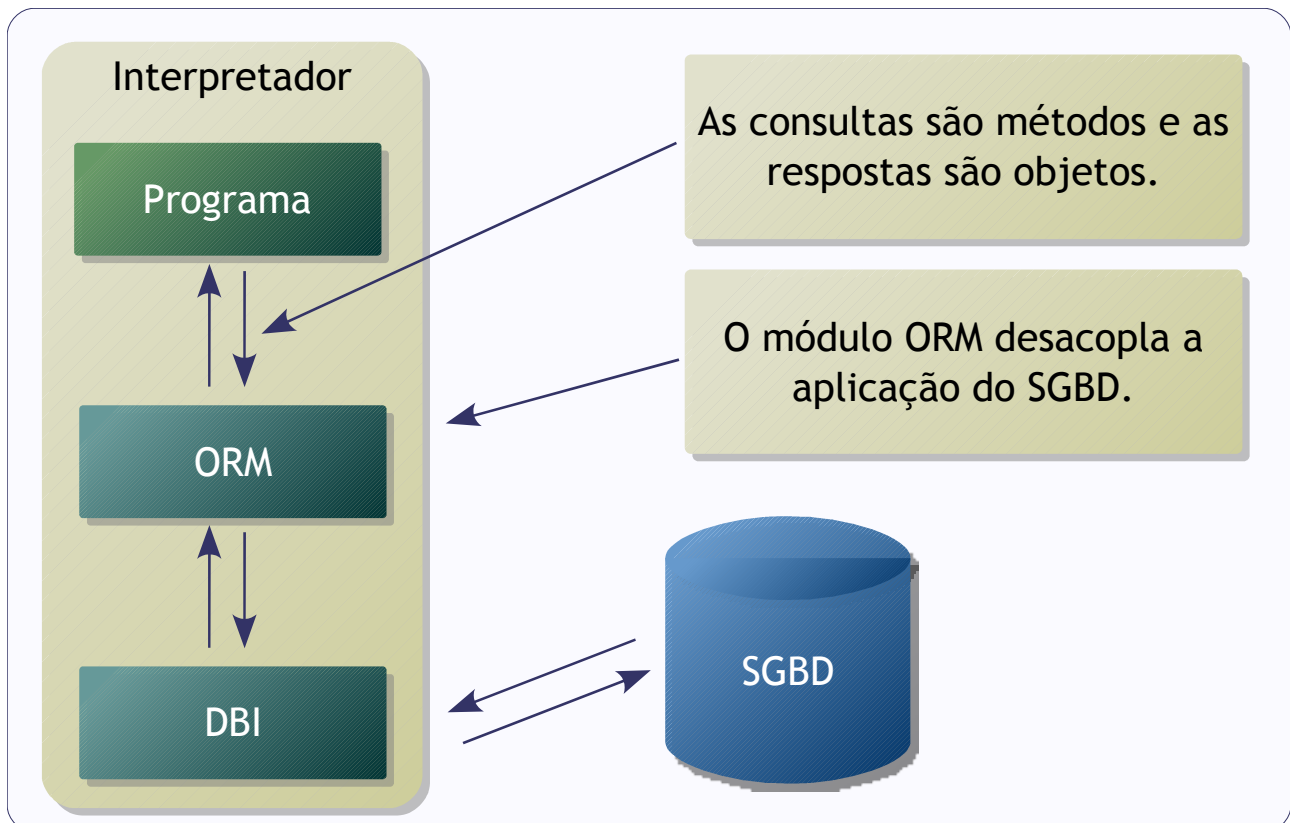 Interpretador
Programa
ORM
DBI
As consultas são métodos e as
respostas são objetos.
O módulo ORM desacopla a
aplicação do SGBD.
SGBD